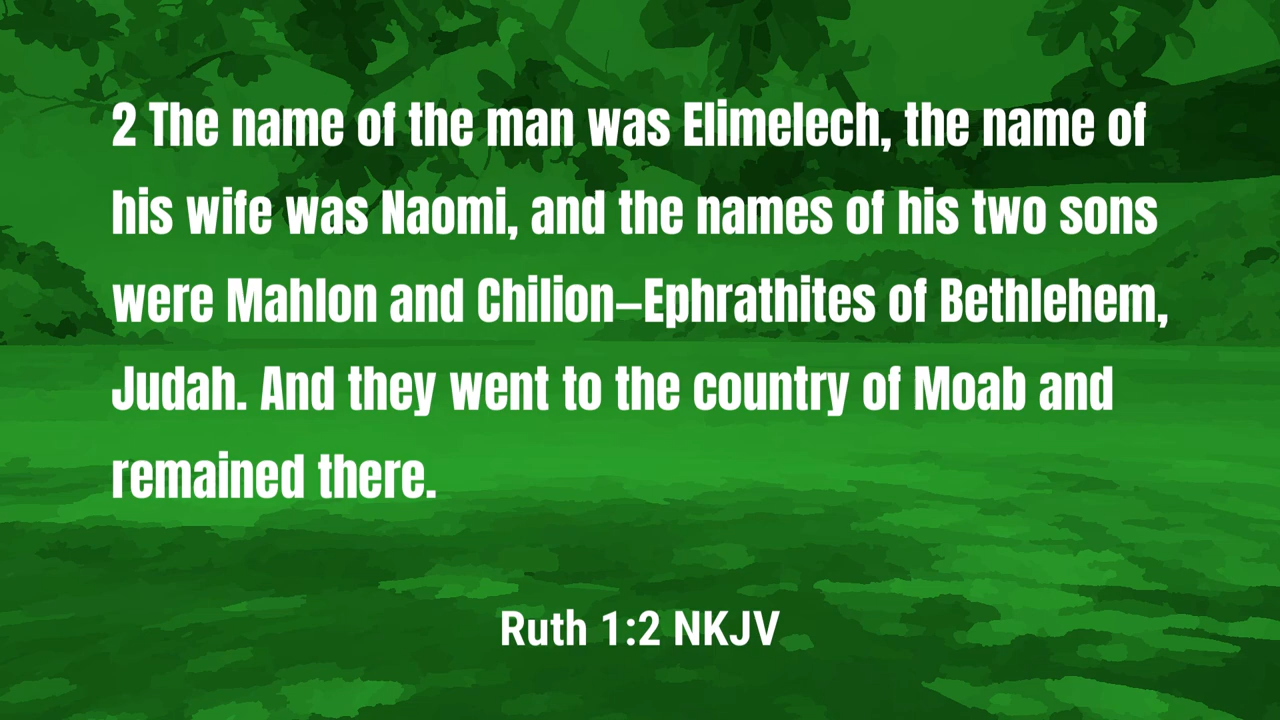 2 The name of the man was Elimelech, the name of
his wife was Naomi, and the names of his two sons
were Mahlon and Chilion—Ephrathites of Bethlehem,
Judah. And they went to the country of Moab and
remained there.
Ruth 1:2 NKJV